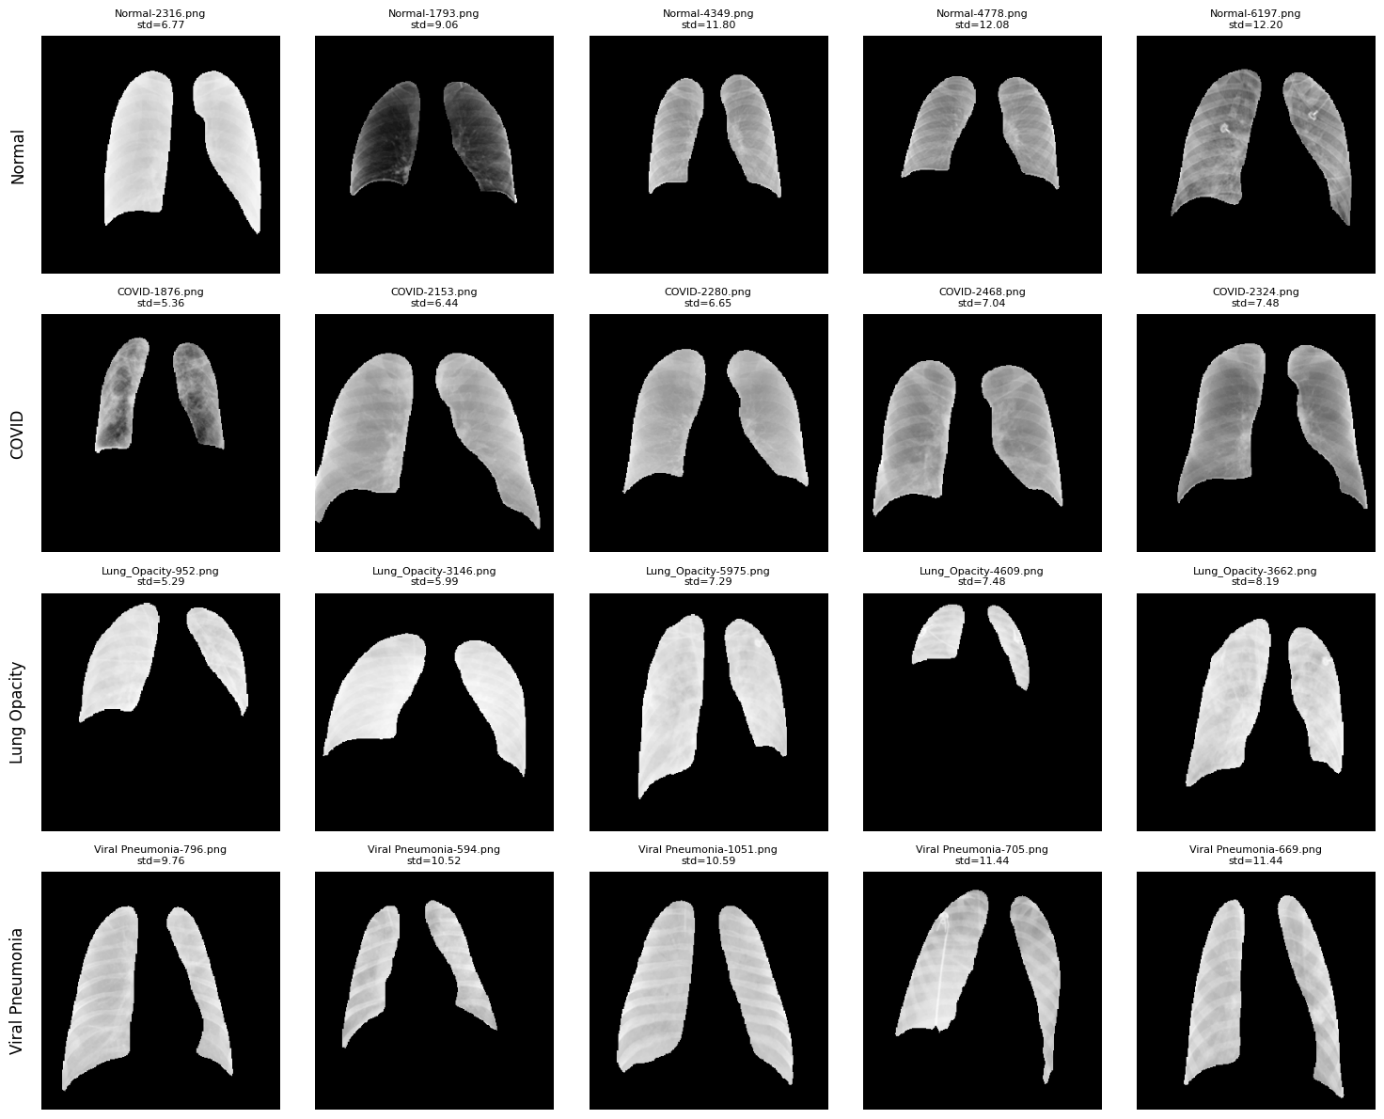 Normal-2316.png
std=6.77
Normal-1793.png
std=9.06
Normal-4349.png
std=11.80
Normal-4778.png
std=12.08
Normal-6197.png
std=12.20
Normal
COVID-1876.png
std=5.36
COVID-2153.png
std=6.44
COVID-2280.png
std=6.65
COVID-2468.png
std=7.04
COVID-2324.png
std=7.48
COVID
Lung_Opacity-952.png
std=5.29
Lung_Opacity-3146.png
std=5.99
Lung_Opacity-5975.png
std=7.29
Lung_Opacity-4609.png
std=7.48
Lung_Opacity-3662.png
std=8.19
Lung Opacity
Viral Pneumonia-796.png
std=9.76
Viral Pneumonia-594.png
std=10.52
Viral Pneumonia-1051.png
std=10.59
Viral Pneumonia-705.png
std=11.44
Viral Pneumonia-669.png
std=11.44
Viral Pneumonia